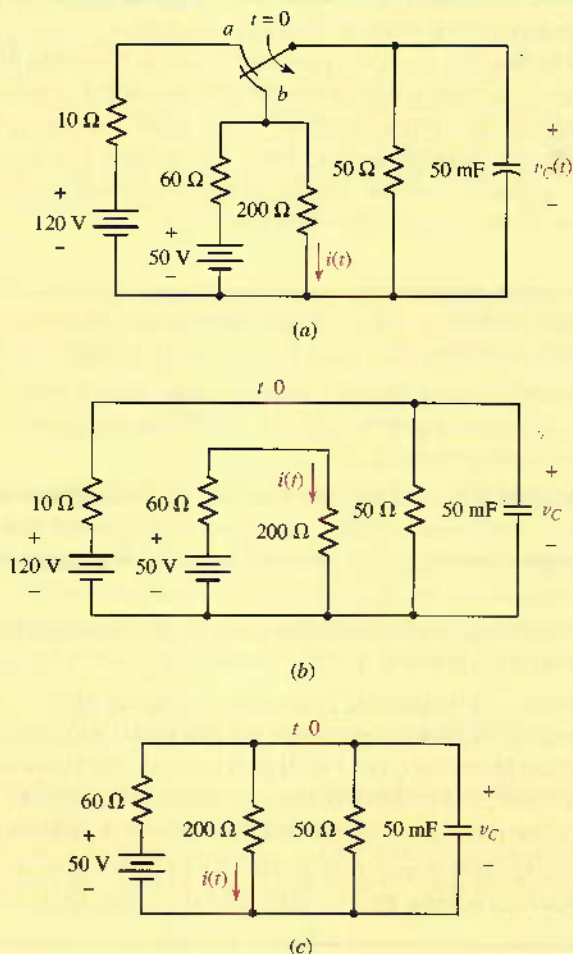 t = 0
a
b
10 Ω
60 Ω
200 Ω
50 Ω
50 mF
+
v_C(t)
−
+
120 V
−
+
50 V
−
i(t)
(a)
t 0
10 Ω
60 Ω
i(t)
200 Ω
50 Ω
50 mF
+
v_C
−
+
120 V
−
+
50 V
−
(b)
t 0
60 Ω
200 Ω
50 Ω
50 mF
+
v_C
−
+
50 V
−
i(t)
(c)